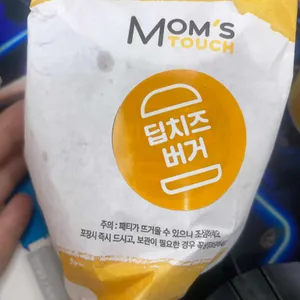 MOM'S
TOUCH
딥치즈
버거
주의 : 패티가 뜨거울 수 있으니 조심하세요.
포장시 즉시 드시고, 보관이 필요한 경우